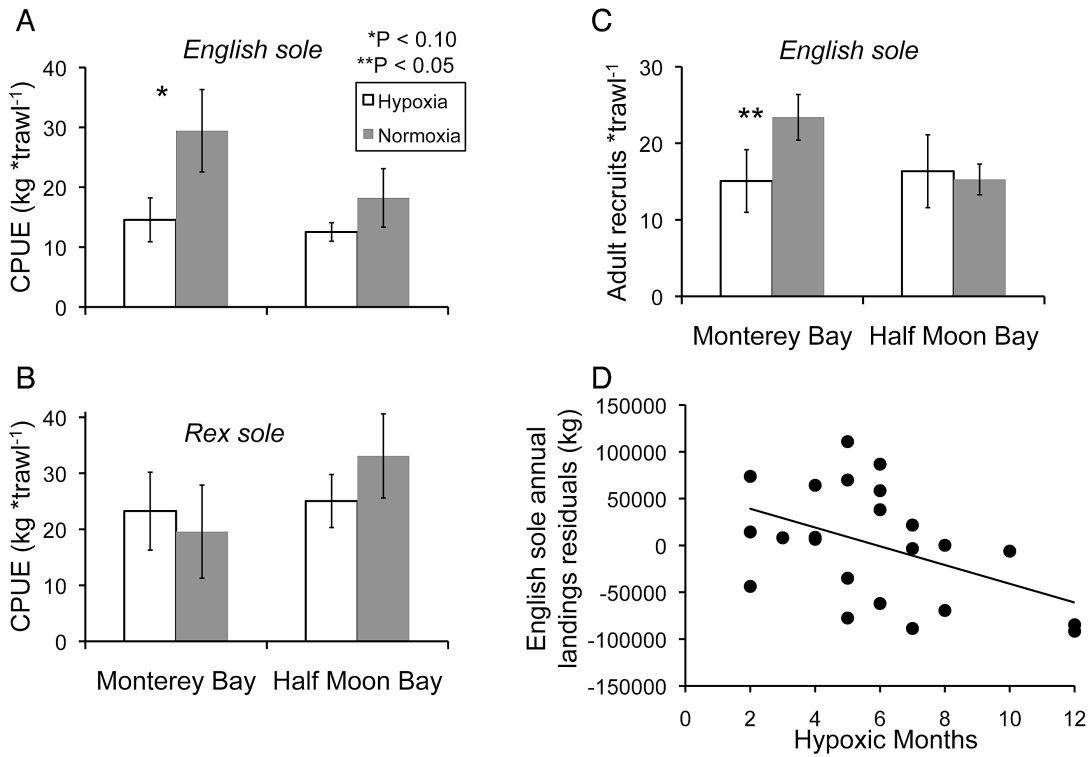 A
English sole
*P < 0.10
**P < 0.05
Hypoxia
Normoxia
CPUE (kg *trawl-1)
40
30
20
10
0
*
B
Rex sole
CPUE (kg *trawl-1)
40
30
20
10
0
Monterey Bay
Half Moon Bay
C
English sole
Adult recruits *trawl-1
30
20
10
0
**
Monterey Bay
Half Moon Bay
D
English sole annual
landings residuals (kg)
150000
100000
50000
0
-50000
-100000
-150000
0 2 4 6 8 10 12
Hypoxic Months